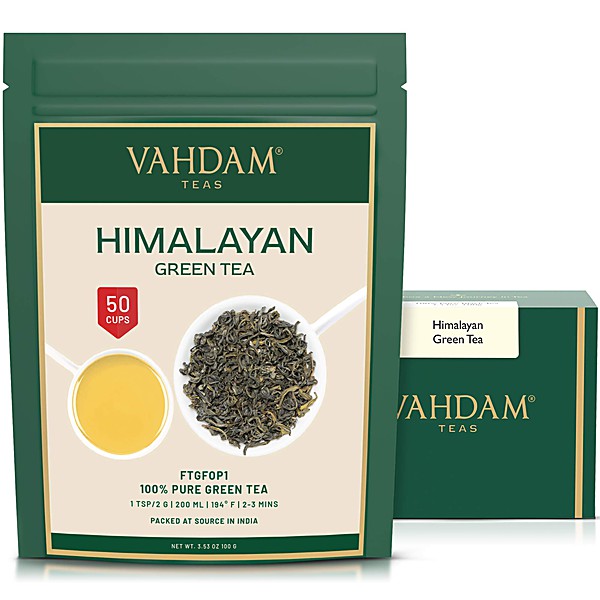 VAHDAM®
TEAS
HIMALAYAN
GREEN TEA
50
CUPS
FTGFOP1
100% PURE GREEN TEA
1 TSP/2 G | 200 ML | 194° F | 2-3 MINS
PACKED AT SOURCE IN INDIA
NET WT. 3.53 OZ 100 G
Himalayan
Green Tea
VAHDAM®
TEAS